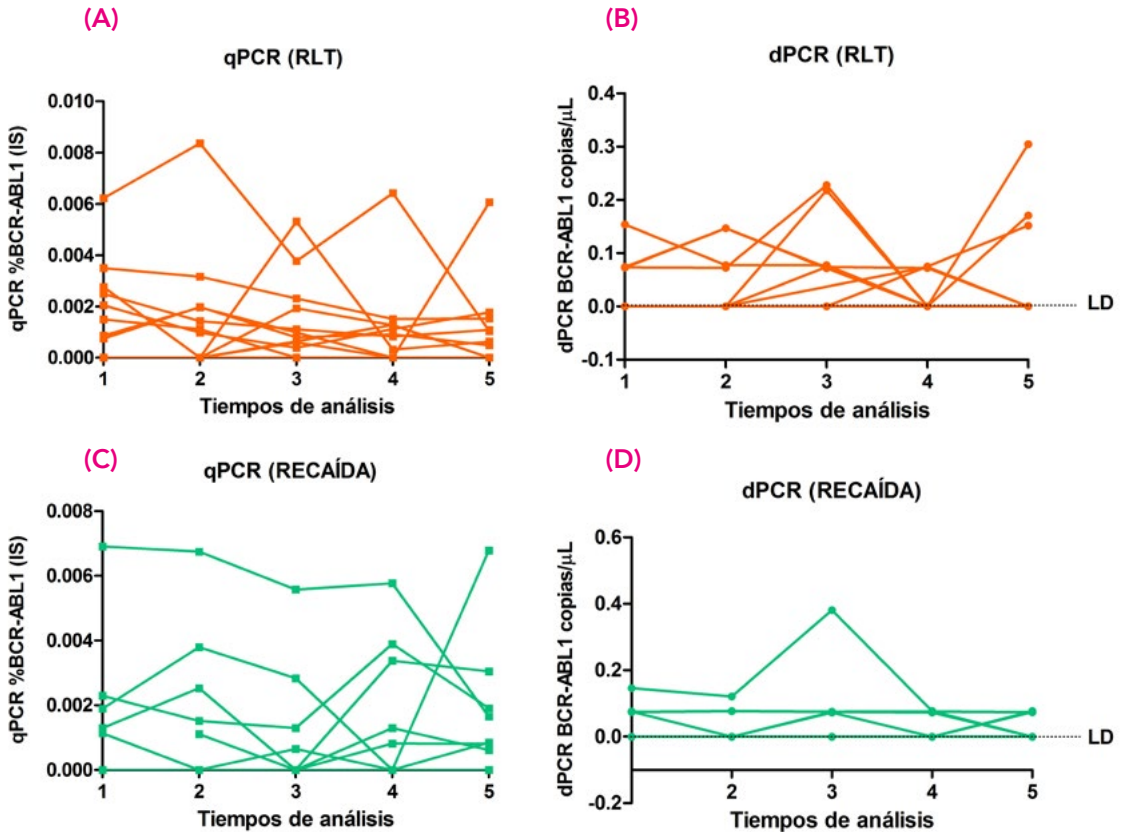 (A)
qPCR (RLT)
qPCR %BCR-ABL1 (IS)
0.010
0.008
0.006
0.004
0.002
0.000
1 2 3 4 5
Tiempos de análisis
(B)
dPCR (RLT)
dPCR BCR-ABL1 copias/µL
0.4
0.3
0.2
0.1
0.0
-0.1
LD
1 2 3 4 5
Tiempos de análisis
(C)
qPCR (RECAÍDA)
qPCR %BCR-ABL1 (IS)
0.008
0.006
0.004
0.002
0.000
1 2 3 4 5
Tiempos de análisis
(D)
dPCR (RECAÍDA)
dPCR BCR-ABL1 copias/µL
0.6
0.4
0.2
0.0
-0.2
LD
2 3 4 5
Tiempos de análisis